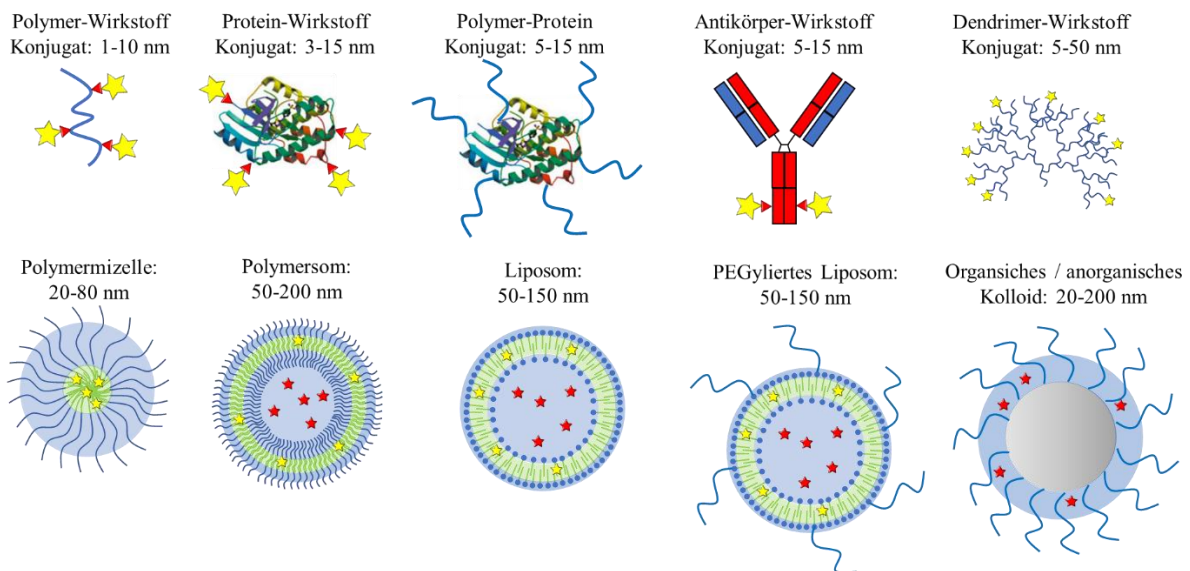 Polymer-Wirkstoff
Konjugat: 1-10 nm
Protein-Wirkstoff
Konjugat: 3-15 nm
Polymer-Protein
Konjugat: 5-15 nm
Antikörper-Wirkstoff
Konjugat: 5-15 nm
Dendrimer-Wirkstoff
Konjugat: 5-50 nm
Polymermizelle:
20-80 nm
Polymersom:
50-200 nm
Liposom:
50-150 nm
PEGyliertes Liposom:
50-150 nm
Organsiches / anorganisches
Kolloid: 20-200 nm